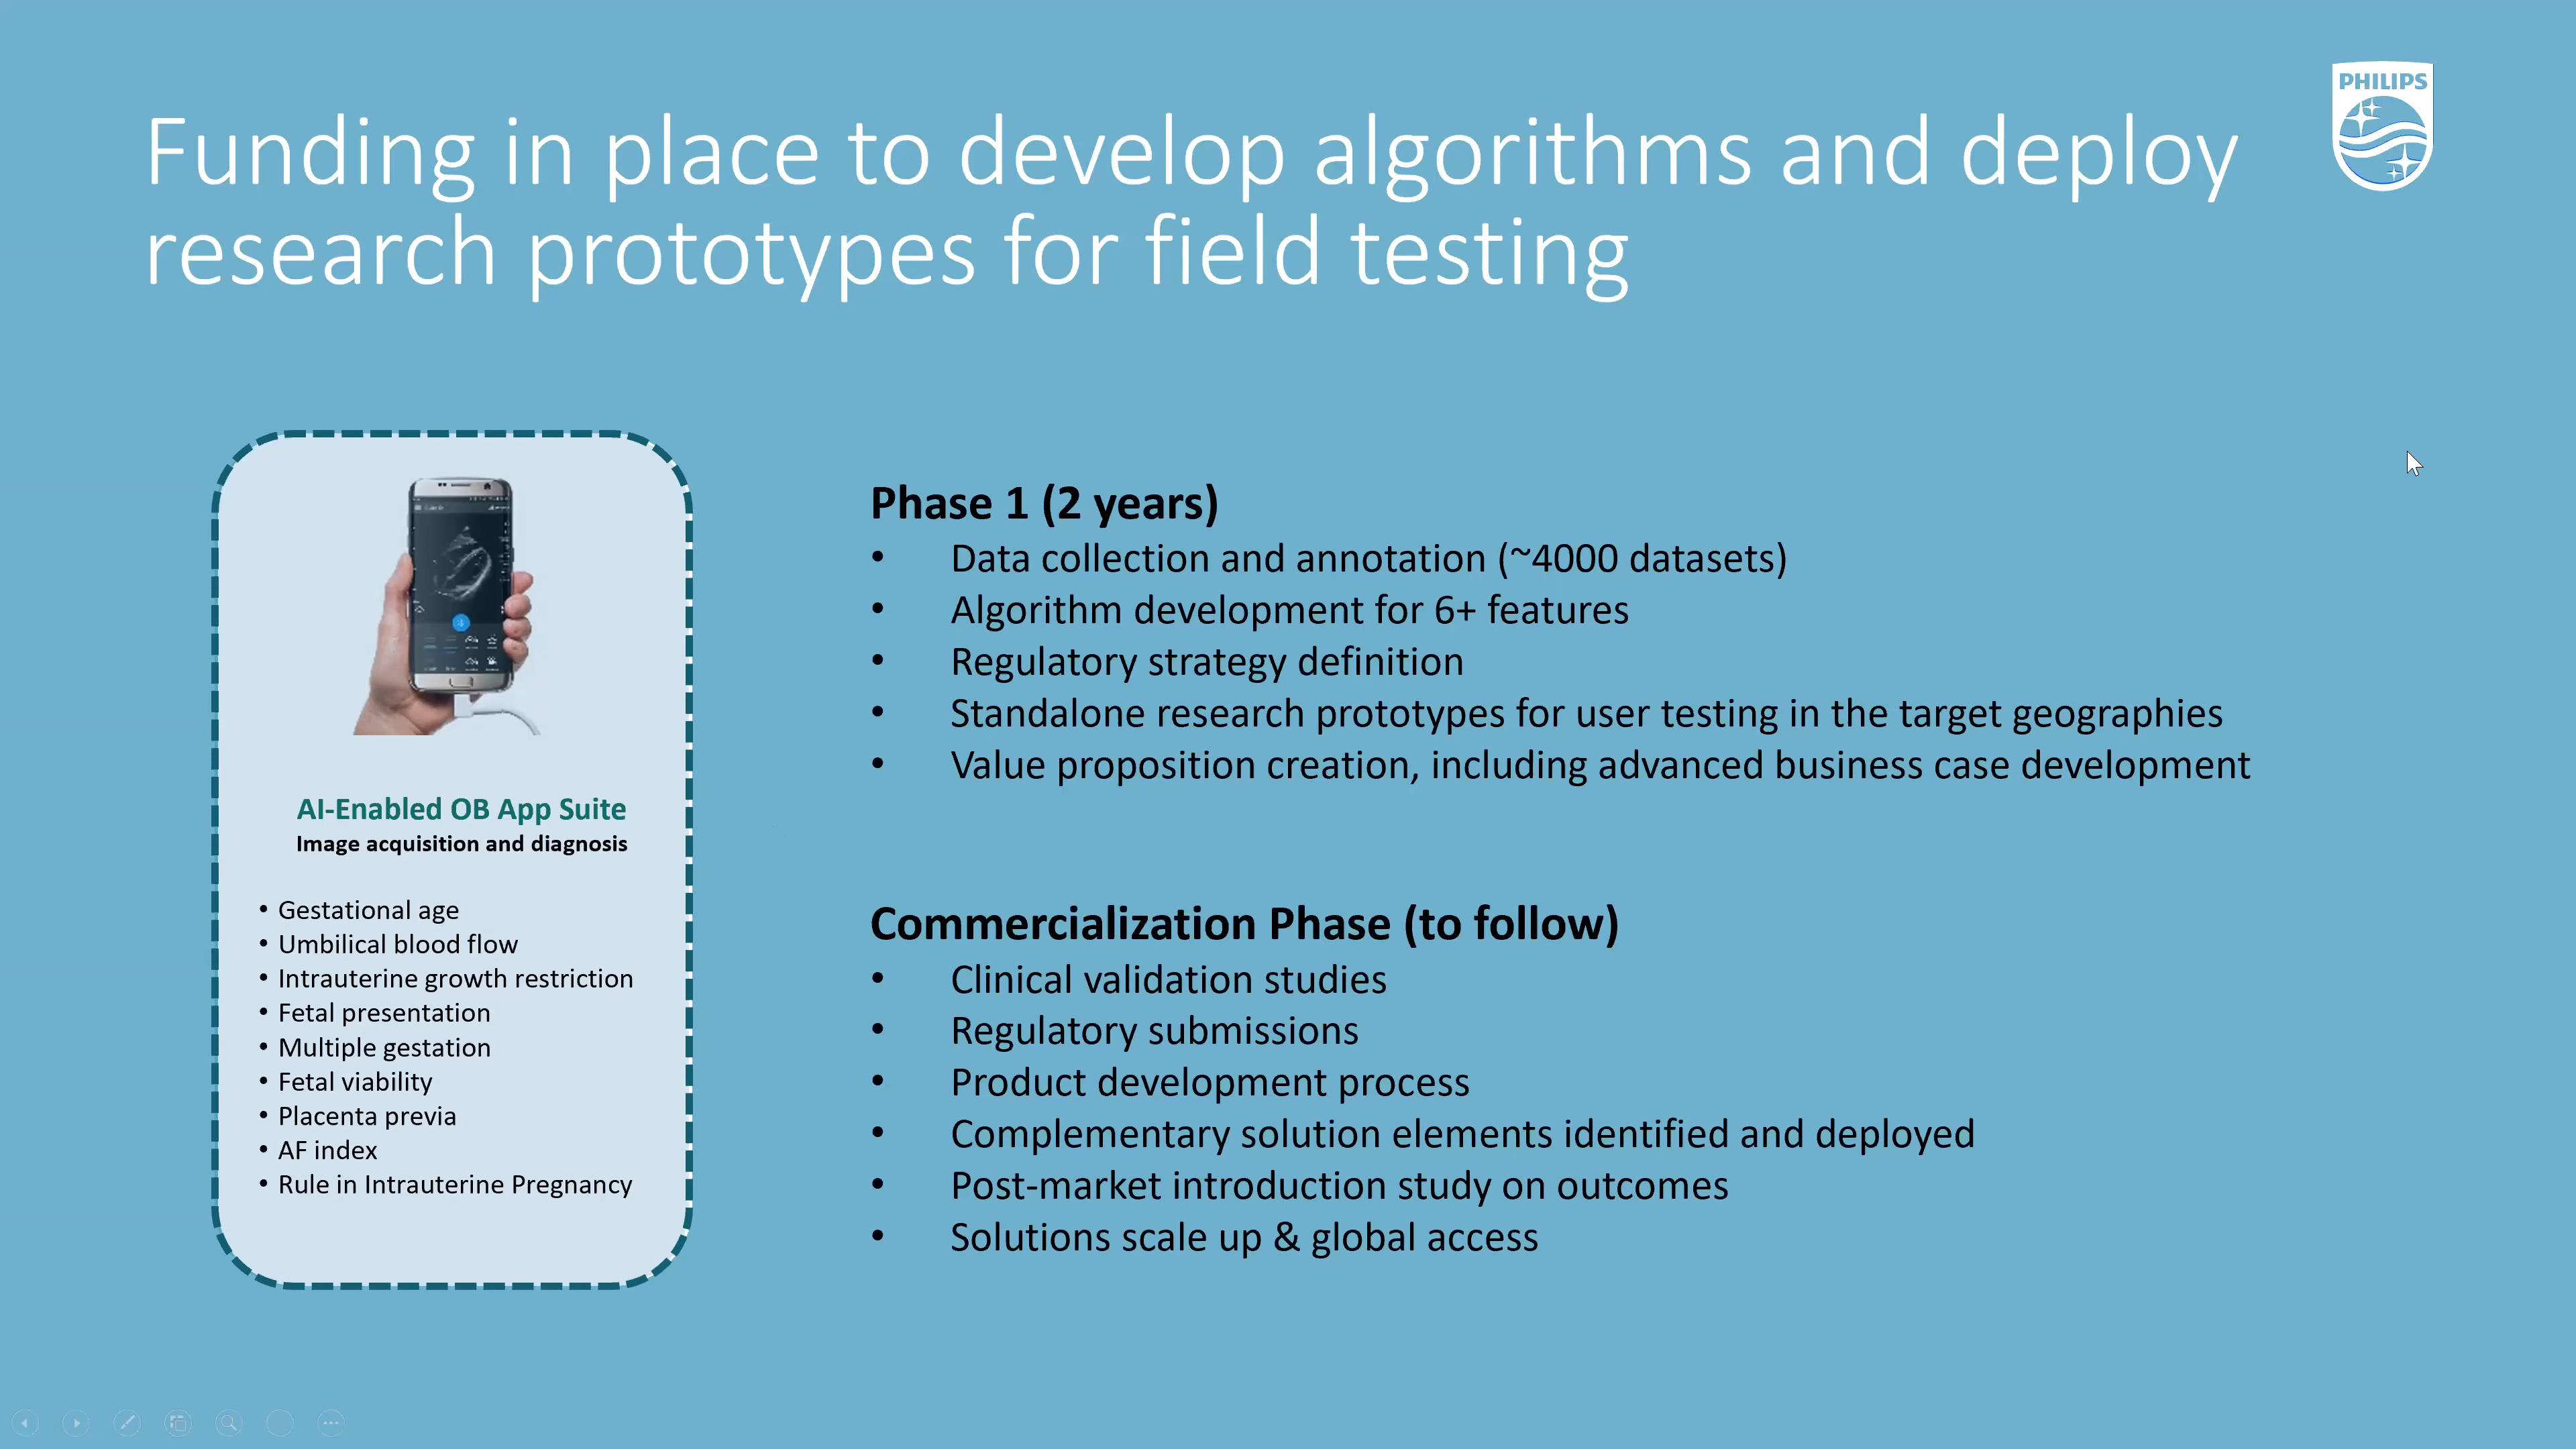 PHILIPS
Funding in place to develop algorithms and deploy
research prototypes for field testing
AI-Enabled OB App Suite
Image acquisition and diagnosis
• Gestational age
• Umbilical blood flow
• Intrauterine growth restriction
• Fetal presentation
• Multiple gestation
• Fetal viability
• Placenta previa
• AF index
• Rule in Intrauterine Pregnancy
Phase 1 (2 years)
• Data collection and annotation (~4000 datasets)
• Algorithm development for 6+ features
• Regulatory strategy definition
• Standalone research prototypes for user testing in the target geographies
• Value proposition creation, including advanced business case development
Commercialization Phase (to follow)
• Clinical validation studies
• Regulatory submissions
• Product development process
• Complementary solution elements identified and deployed
• Post-market introduction study on outcomes
• Solutions scale up & global access